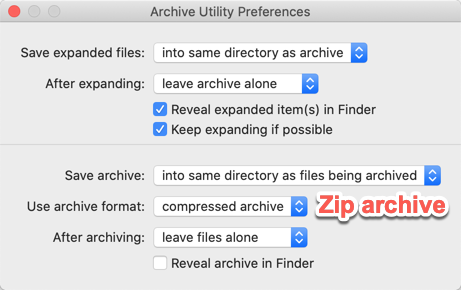 Archive Utility Preferences
Save expanded files: into same directory as archive
After expanding: leave archive alone
Reveal expanded item(s) in Finder
Keep expanding if possible
Save archive: into same directory as files being archived
Use archive format: compressed archive Zip archive
After archiving: leave files alone
Reveal archive in Finder